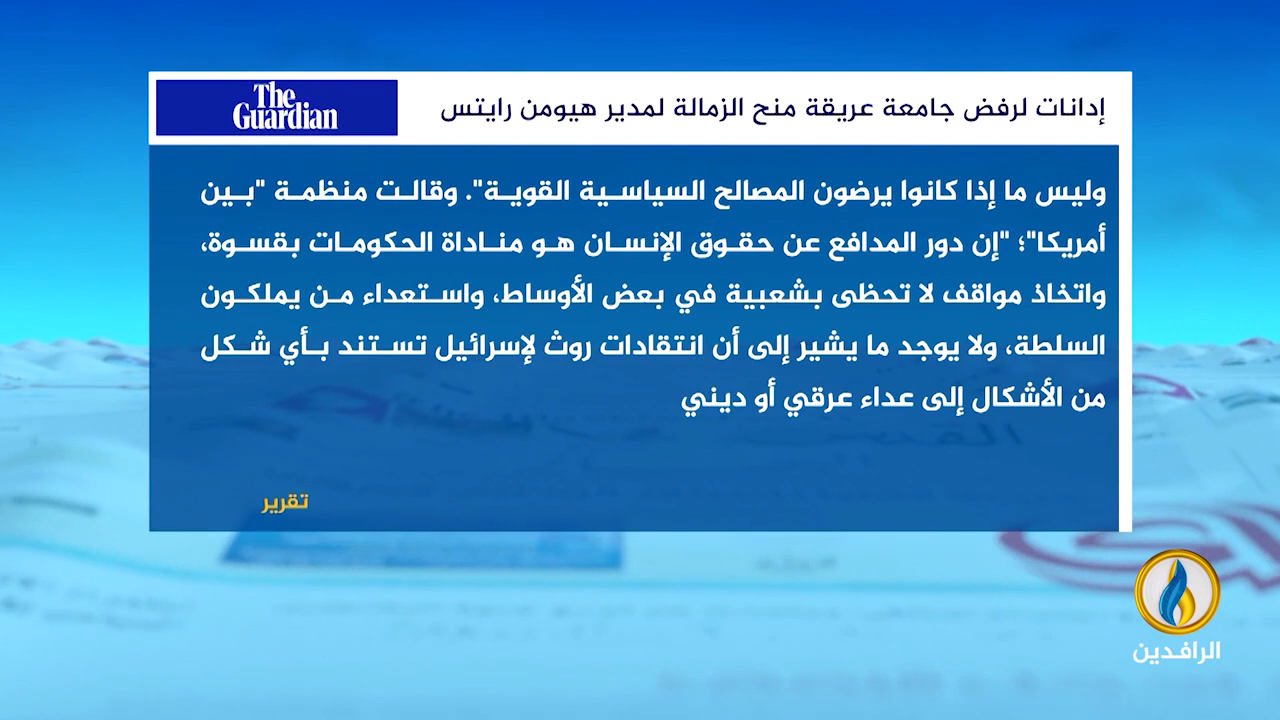 The
Guardian
إدانات لرفض جامعة عريقة منح الزمالة لمدير هيومن رايتس
وليس ما إذا كانوا يرضون المصالح السياسية القوية". وقالت منظمة "بين
أمريكا"؛ "إن دور المدافع عن حقوق الإنسان هو مناداة الحكومات بقسوة،
واتخاذ مواقف لا تحظى بشعبية في بعض الأوساط، واستعداء من يملكون
السلطة، ولا يوجد ما يشير إلى أن انتقادات روث لإسرائيل تستند بأي شكل
من الأشكال إلى عداء عرقي أو ديني
تقرير
الرافدين